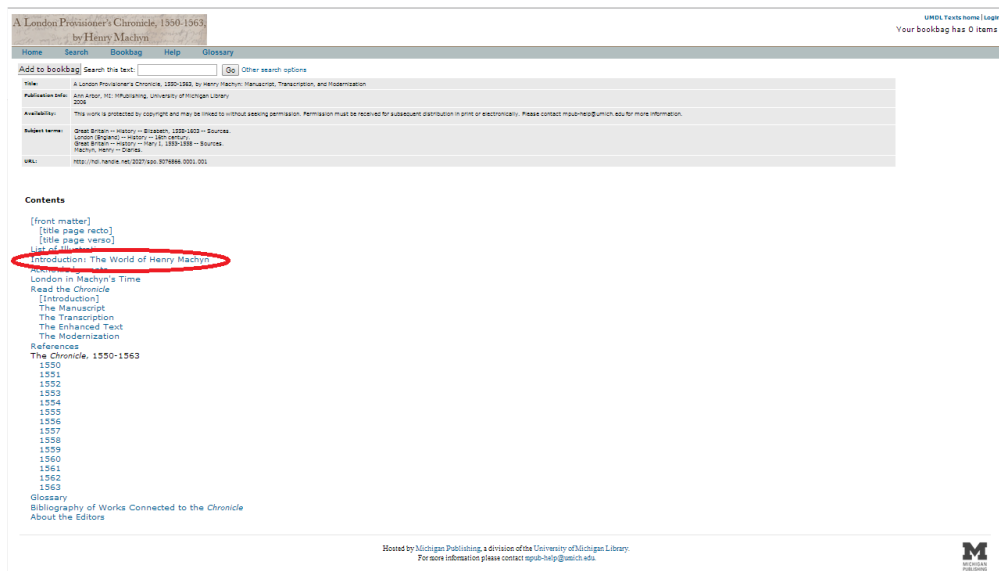 A London Provisioner's Chronicle, 1550-1563,
by Henry Machyn
UMDL Texts home | Login
Your bookbag has 0 items
Home Search Bookbag Help Glossary
Add to bookbag Search this text: Go Other search options
Title: A London Provisioner's Chronicle, 1550-1563, by Henry Machyn: Manuscript, Transcription, and Modernization
Publication Info: Ann Arbor, MI: MPublishing, University of Michigan Library
2006
Availability: This work is protected by copyright and may be linked to without seeking permission. Permission must be received for subsequent distribution in print or electronically. Please contact mpub-help@umich.edu for more information.
Subject terms: Great Britain -- History -- Elizabeth, 1558-1603 -- Sources.
London (England) -- History -- 16th century.
Great Britain -- History -- Mary I, 1553-1558 -- Sources.
Machyn, Henry -- Diaries.
URL: http://hdl.handle.net/2027/spo.5076866.0001.001
Contents
[front matter]
[title page recto]
[title page verso]
List of
Introduction: The World of Henry Machyn
London in Machyn's Time
Read the Chronicle
[Introduction]
The Manuscript
The Transcription
The Enhanced Text
The Modernization
References
The Chronicle, 1550-1563
1550
1551
1552
1553
1554
1555
1556
1557
1558
1559
1560
1561
1562
1563
Glossary
Bibliography of Works Connected to the Chronicle
About the Editors
Hosted by Michigan Publishing, a division of the University of Michigan Library.
For more information please contact mpub-help@umich.edu.
M
MICHIGAN
PUBLISHING